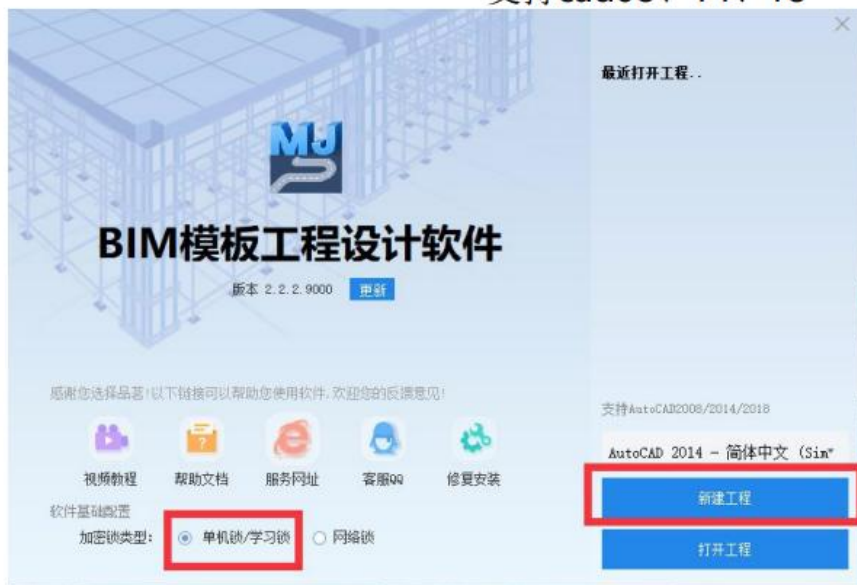 最近打开工程..
MJ
BIM模板工程设计软件
版本 2.2.2.9000 更新
感谢您选择品茗!以下链接可以帮助您使用软件,欢迎您的反馈意见!
视频教程 帮助文档 服务网址 客服QQ 修复安装
软件基础配置
加密锁类型: 单机锁/学习锁 网络锁
支持AutoCAD2008/2014/2018
AutoCAD 2014 - 简体中文 (Sim
新建工程
打开工程